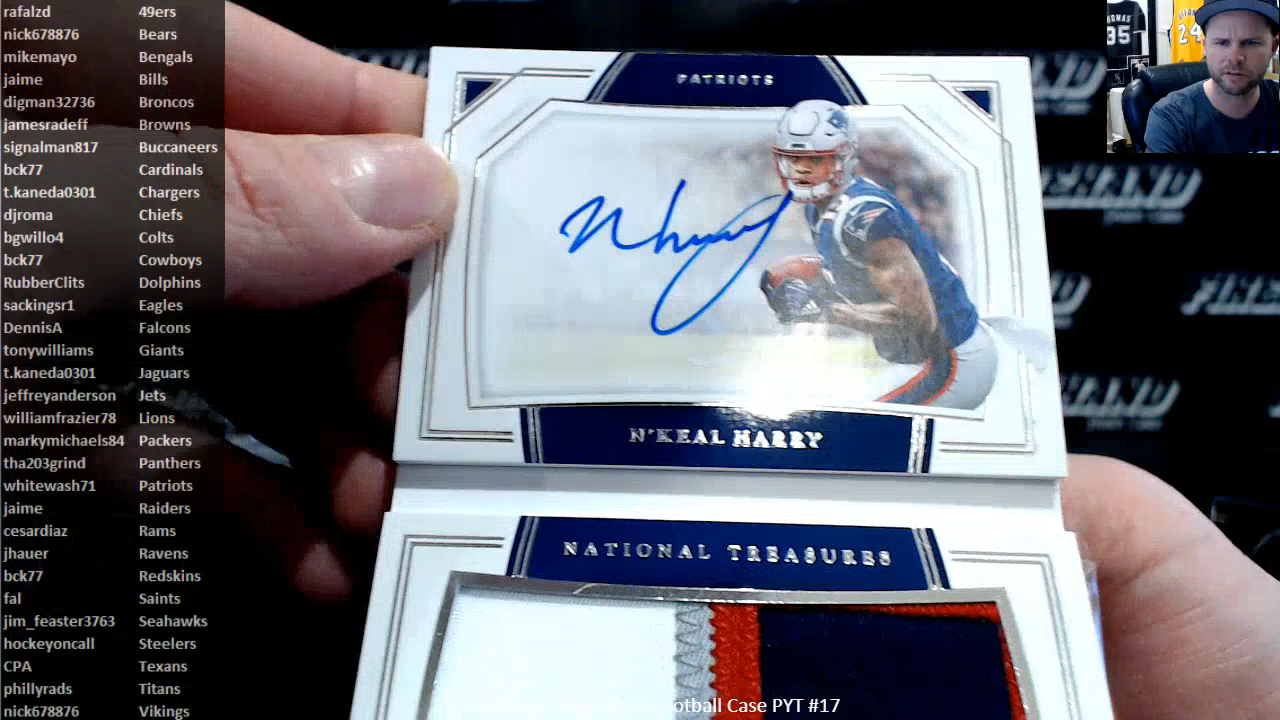 rafalzd 49ers
nick678876 Bears
mikemayo Bengals
jaime Bills
digman32736 Broncos
jamesradeff Browns
signalman817 Buccaneers
bck77 Cardinals
t.kaneda0301 Chargers
djroma Chiefs
bgwillo4 Colts
bck77 Cowboys
RubberClits Dolphins
sackingsr1 Eagles
DennisA Falcons
tonywilliams Giants
t.kaneda0301 Jaguars
jeffreyanderson Jets
williamfrazier78 Lions
markymichaels84 Packers
tha203grind Panthers
whitewash71 Patriots
jaime Raiders
cesardiaz Rams
jhauer Ravens
bck77 Redskins
fal Saints
jim_feaster3763 Seahawks
hockeyoncall Steelers
CPA Texans
phillyrads Titans
nick678876 Vikings
PATRIOTS
N'KEAL HARRY
NATIONAL TREASURES
Football Case PYT #17
24